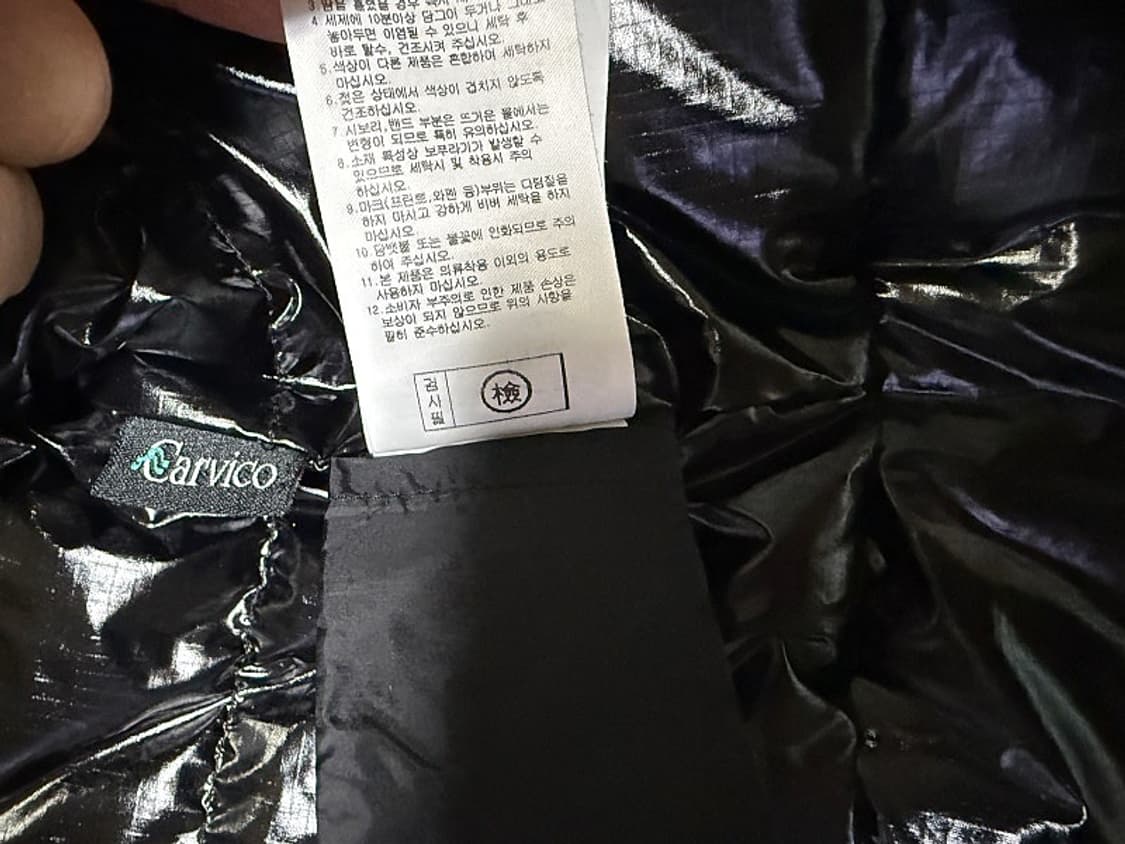 4.세제에 10분이상 담그어 두거나 그대로
놓아두면 이염될 수 있으니 세탁 후
바로 탈수, 건조시켜 주십시오.
5.색상이 다른 제품은 혼합하여 세탁하지
마십시오.
6.젖은 상태에서 색상이 겹치지 않도록
건조하십시오.
7.시보리,밴드 부분은 뜨거운 물에서는
변형이 되므로 특히 유의하십시오.
8.소재 특성상 보푸라기가 발생할 수
있으므로 세탁시 및 착용시 주의
하십시오.
9.마크(프린트,와펜 등)부위는 다림질을
하지 마시고 강하게 비벼 세탁을 하지
마십시오.
10.담뱃불 또는 불꽃에 인화되므로 주의
하여 주십시오.
11.본 제품은 의류착용 이외의 용도로
사용하지 마십시오.
12.소비자 부주의로 인한 제품 손상은
보상이 되지 않으므로 위의 사항을
필히 준수하십시오.
검사필 檢
Carvico